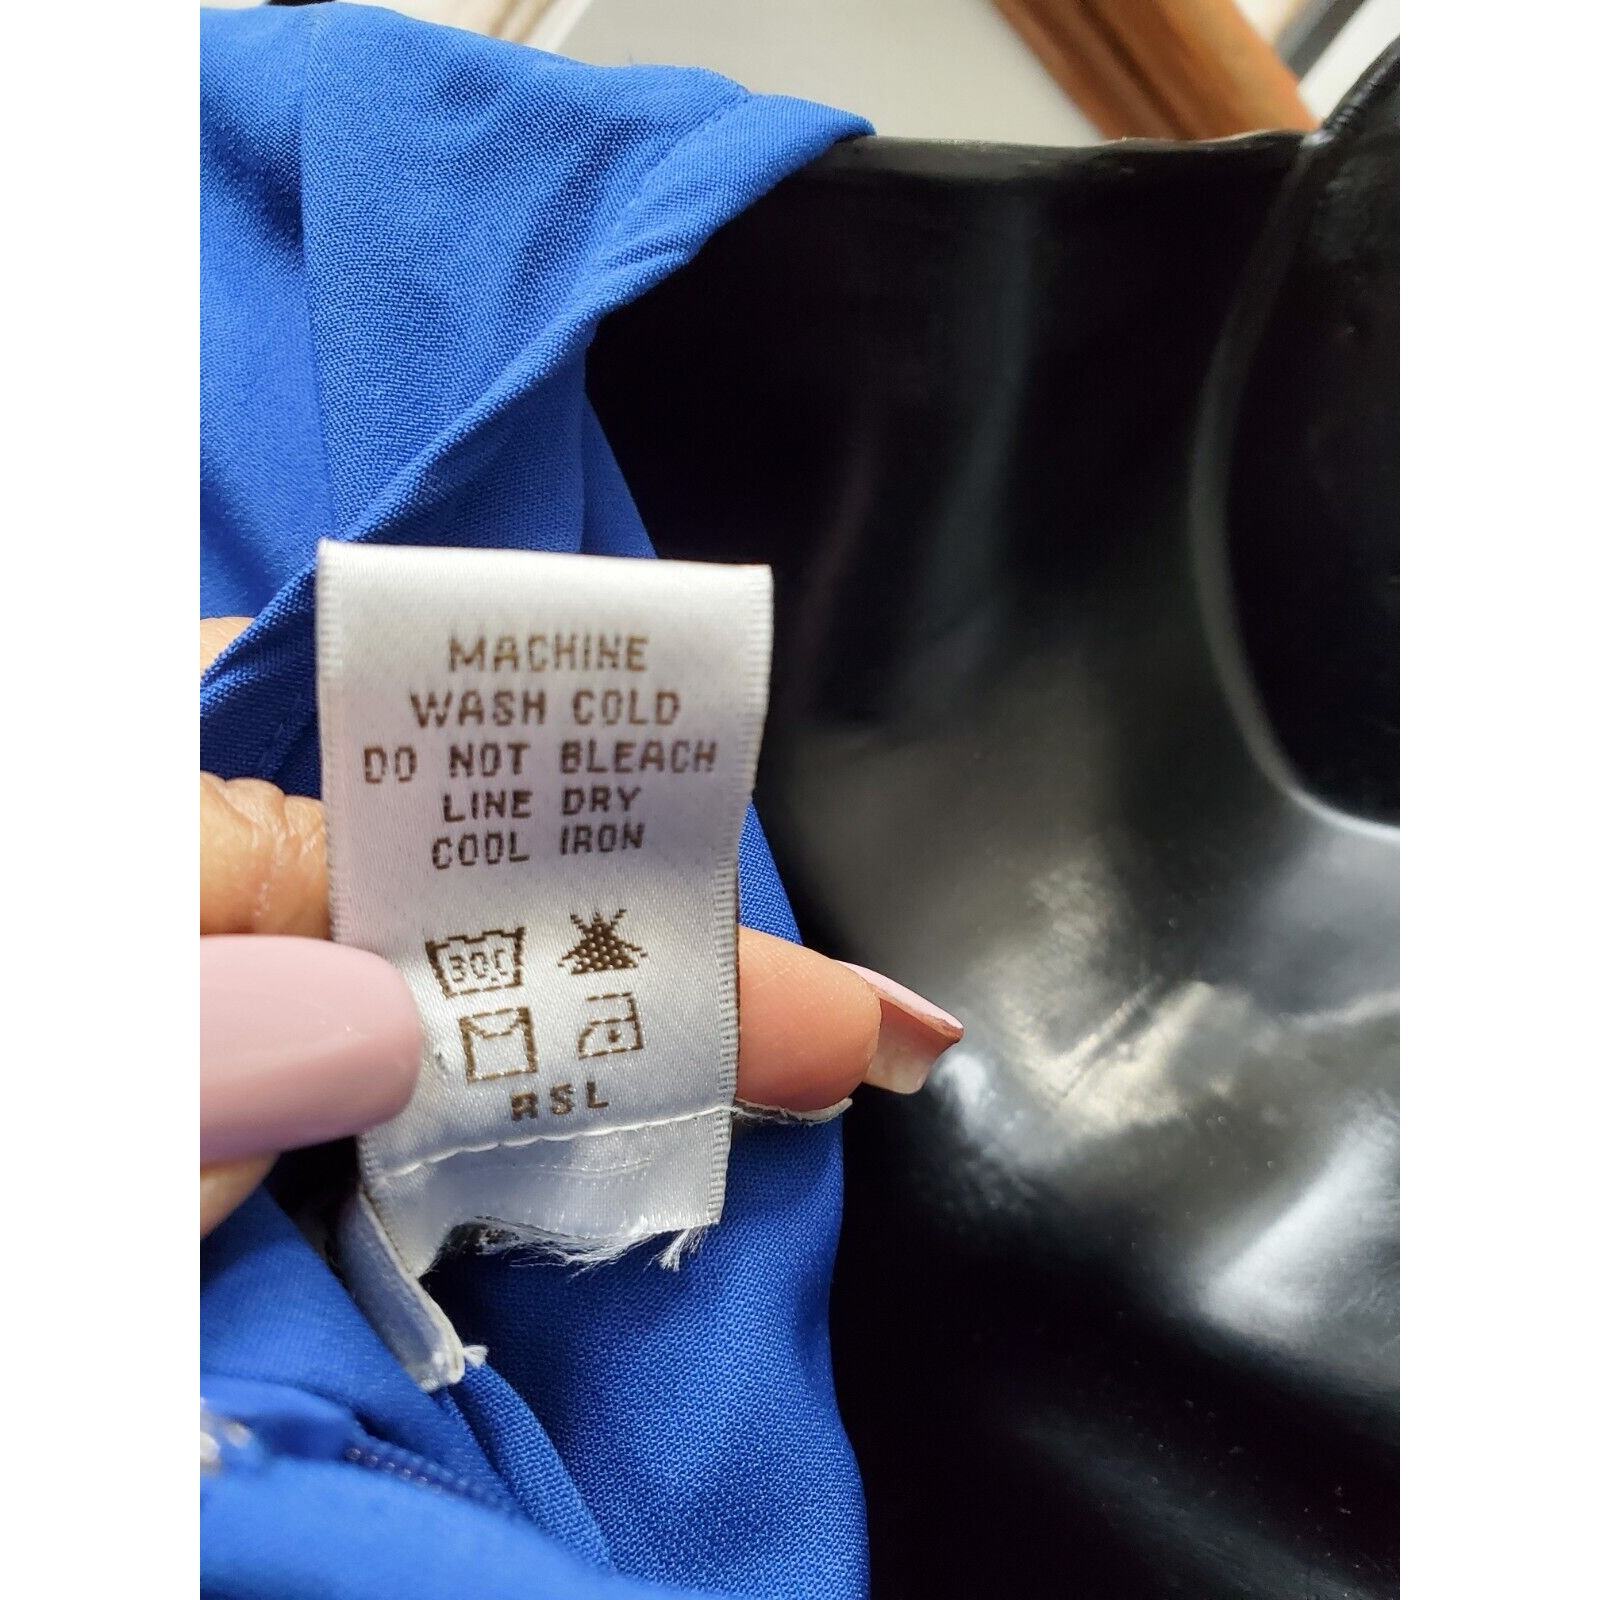 MACHINE
WASH COLD
DO NOT BLEACH
LINE DRY
COOL IRON
30C
RSL